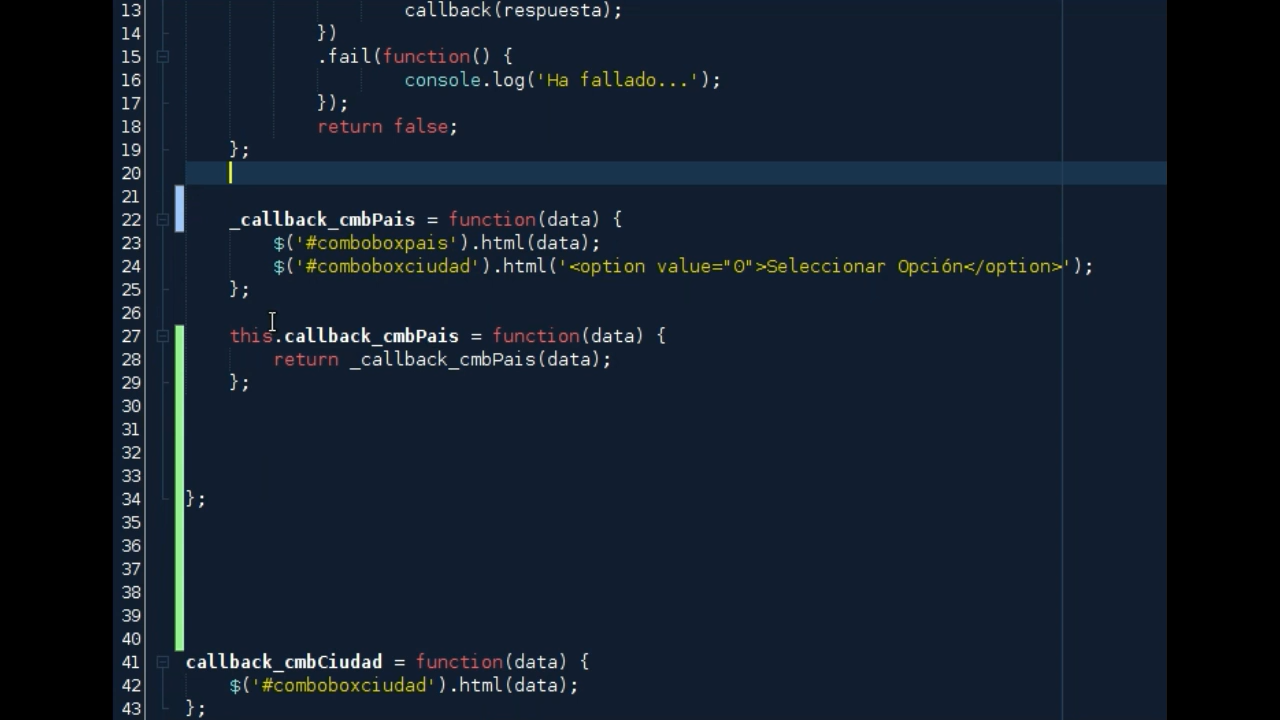 13 callback(respuesta);
14 })
15 .fail(function() {
16 console.log('Ha fallado...');
17 });
18 return false;
19 };
20
21
22 _callback_cmbPais = function(data) {
23 $('#comboboxpais').html(data);
24 $('#comboboxciudad').html('<option value="0">Seleccionar Opción</option>');
25 };
26
27 this.callback_cmbPais = function(data) {
28 return _callback_cmbPais(data);
29 };
30
31
32
33
34 };
35
36
37
38
39
40
41 callback_cmbCiudad = function(data) {
42 $('#comboboxciudad').html(data);
43 };